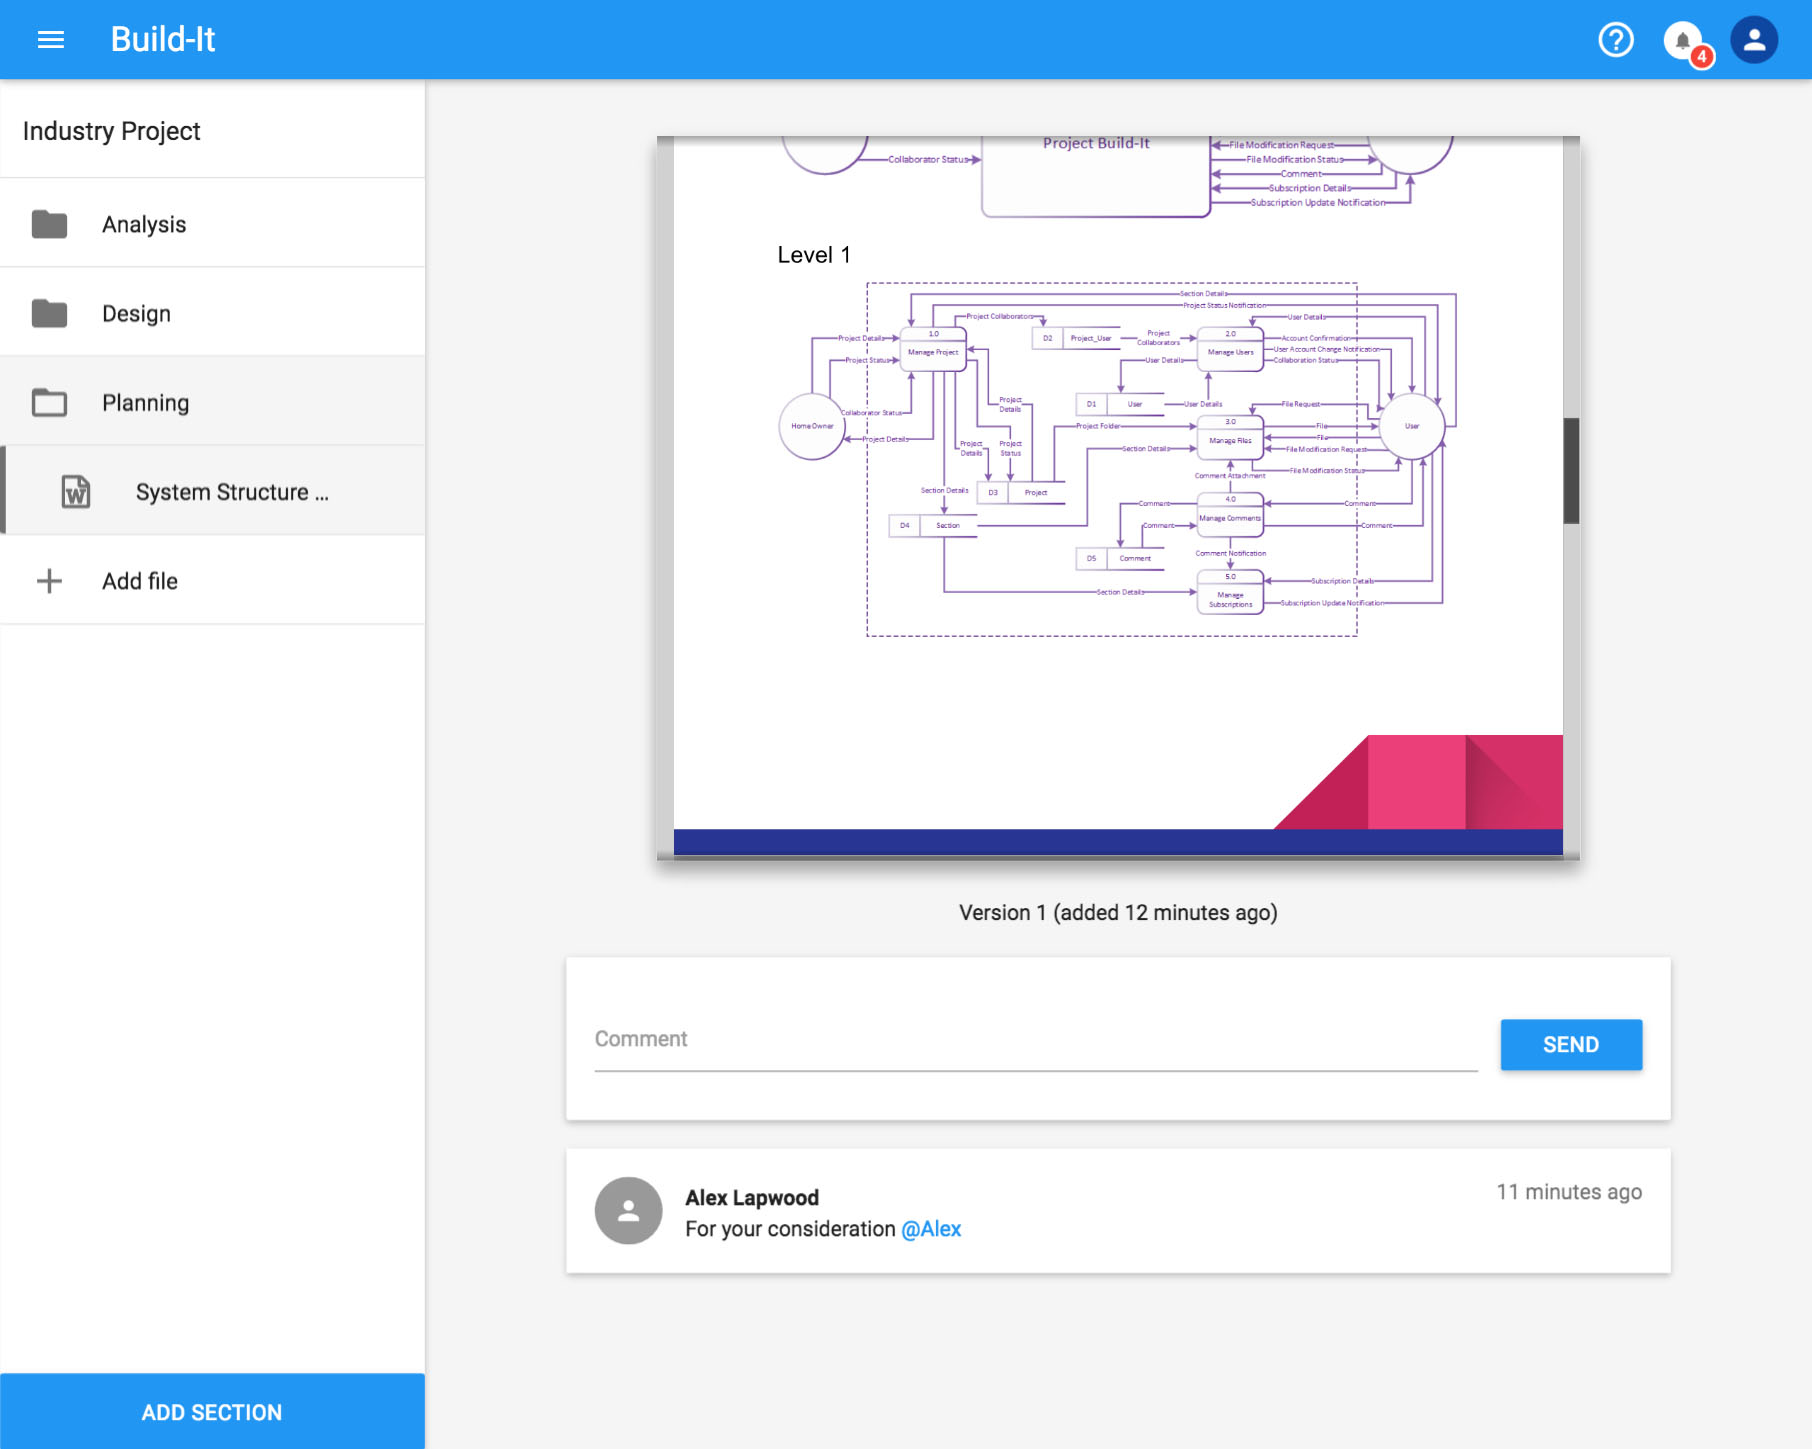 Build-It
4
Industry Project
Analysis
Design
Planning
System Structure ...
Add file
ADD SECTION
Project Build-It
Collaborator Status
File Modification Request
File Modification Status
Comment
Subscription Details
Subscription Update Notification
Level 1
Section Details
Project Status Notification
Project Collaborators
User Details
Project Details
1.0
Manage Project
D2
Project_User
Project
Collaborators
2.0
Manage Users
Account Confirmation
User Account Change Notification
Project Status
User Details
Collaboration Status
D1
User
User Details
Project
Details
File Request
Collaborator Status
Home Owner
Project Folder
3.0
Manage Files
File
User
Project Details
File
Project
Details
Project
Status
Section Details
File Modification Request
File Modification Status
Comment Attachment
Section Details
D3
Project
Comment
4.0
Manage Comments
Comment
D4
Section
Comment
Comment
Comment Notification
D5
Comment
5.0
Manage
Subscriptions
Subscription Details
Section Details
Subscription Update Notification
Version 1 (added 12 minutes ago)
Comment
SEND
Alex Lapwood
11 minutes ago
For your consideration @Alex